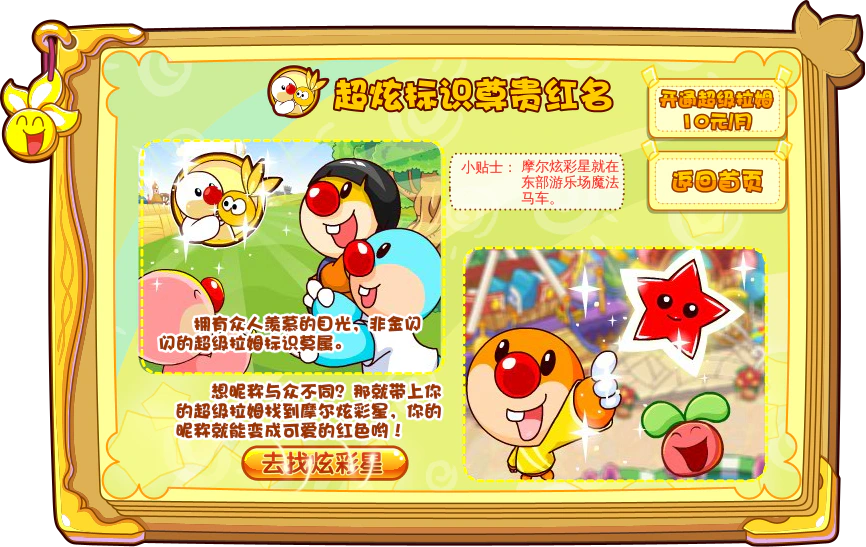 超炫标识尊贵红名
开通超级拉姆
10元/月
返回首页
小贴士： 摩尔炫彩星就在
东部游乐场魔法
马车。
拥有众人羡慕的目光，非金闪
闪的超级拉姆标识莫属。
想昵称与众不同？那就带上你
的超级拉姆找到摩尔炫彩星，你的
昵称就能变成可爱的红色哟！
去找炫彩星